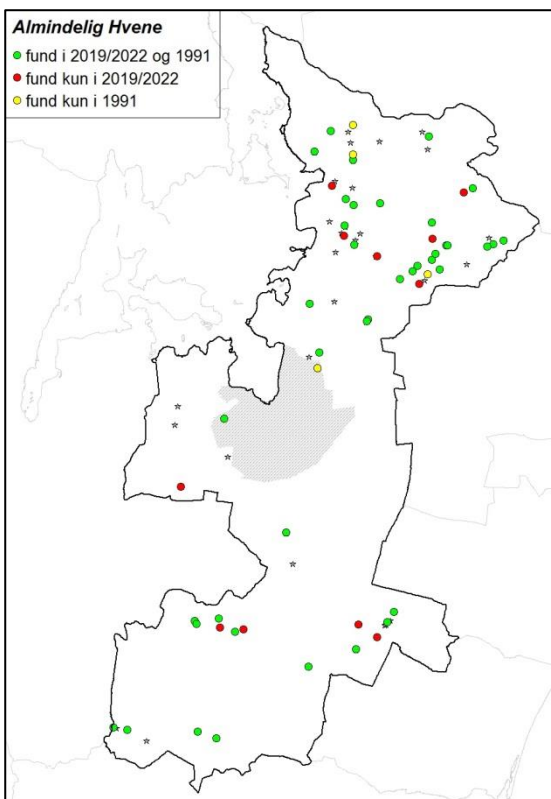 Almindelig Hvene
fund i 2019/2022 og 1991
fund kun i 2019/2022
fund kun i 1991